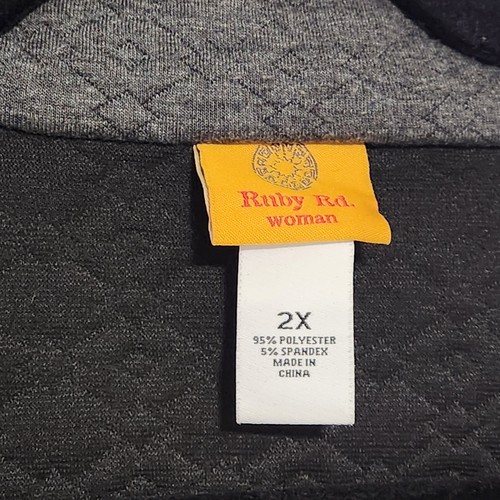 Ruby Rd.
woman
2X
95% POLYESTER
5% SPANDEX
MADE IN
CHINA